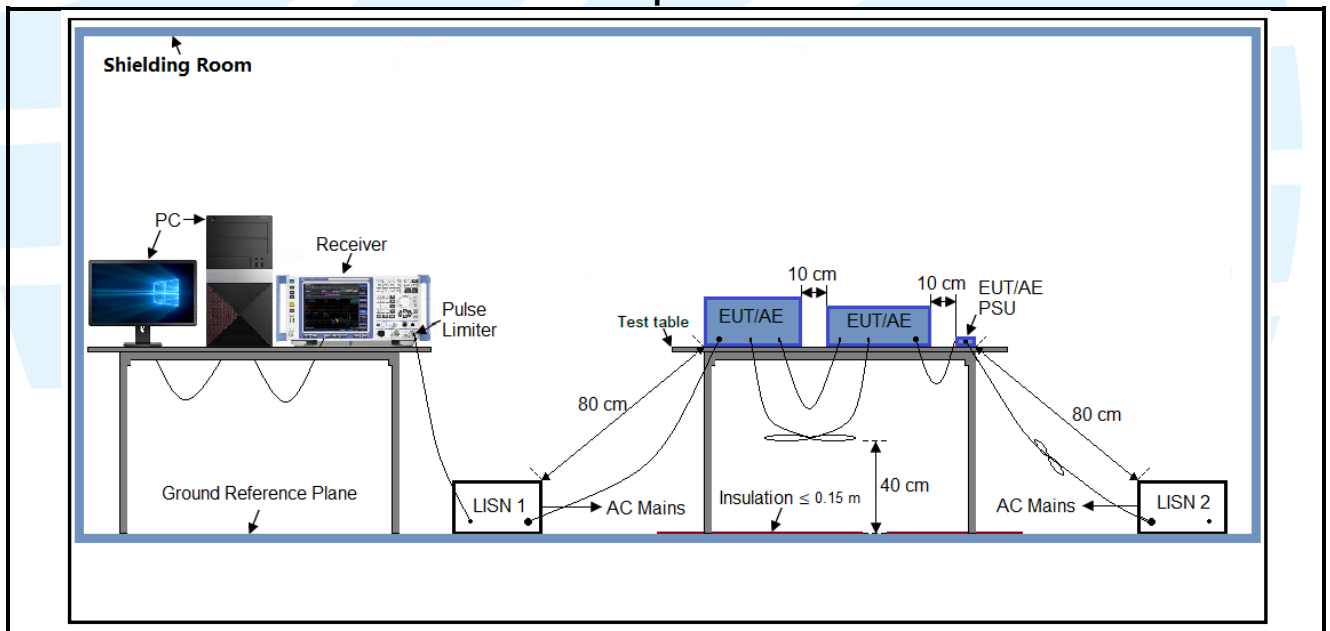 Shielding Room
PC
Receiver
Pulse
Limiter
10 cm
10 cm
EUT/AE
PSU
Test table
EUT/AE
EUT/AE
80 cm
80 cm
Ground Reference Plane
LISN 1
AC Mains
Insulation ≤ 0.15 m
40 cm
AC Mains
LISN 2